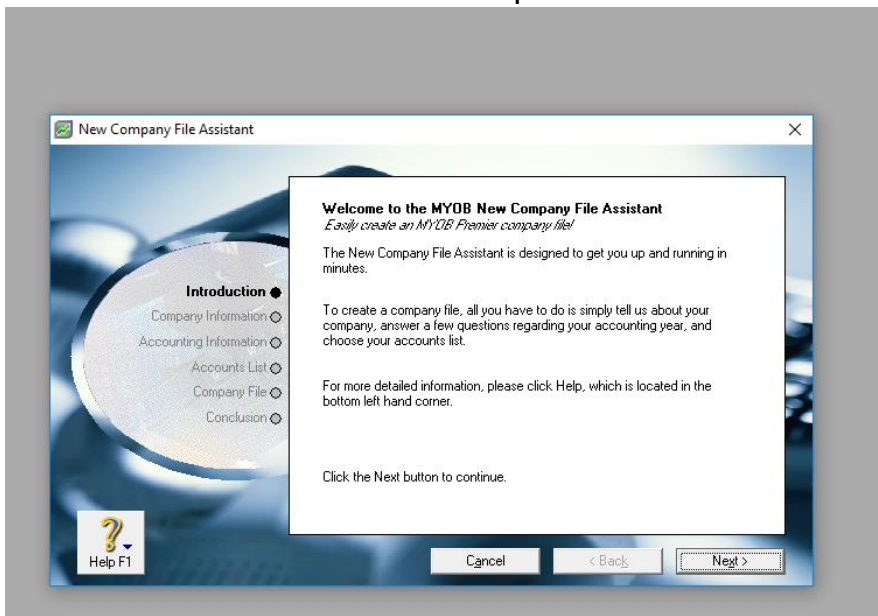 New Company File Assistant
Welcome to the MYOB New Company File Assistant
Easily create an MYOB Premier company file!
The New Company File Assistant is designed to get you up and running in
minutes.
To create a company file, all you have to do is simply tell us about your
company, answer a few questions regarding your accounting year, and
choose your accounts list.
For more detailed information, please click Help, which is located in the
bottom left hand corner.
Click the Next button to continue.
Introduction
Company Information
Accounting Information
Accounts List
Company File
Conclusion
Help F1
Cancel
< Back
Next >